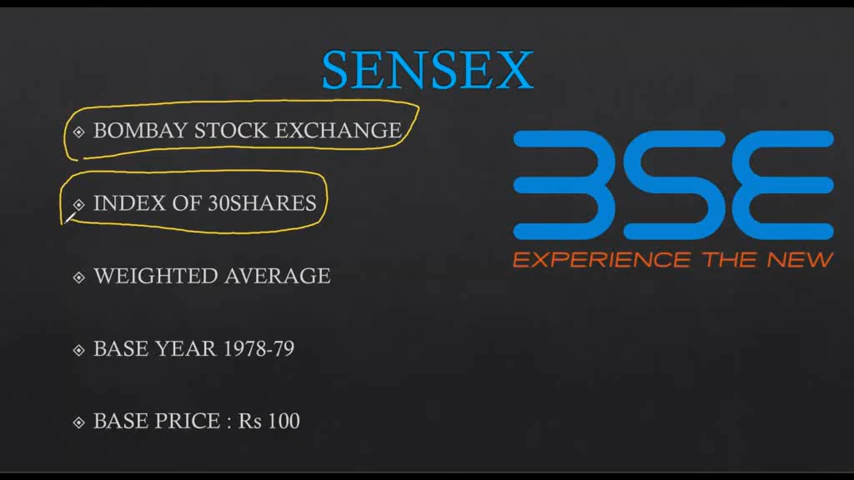 SENSEX
BOMBAY STOCK EXCHANGE
INDEX OF 30SHARES
WEIGHTED AVERAGE
BASE YEAR 1978-79
BASE PRICE : Rs 100
BSE
EXPERIENCE THE NEW